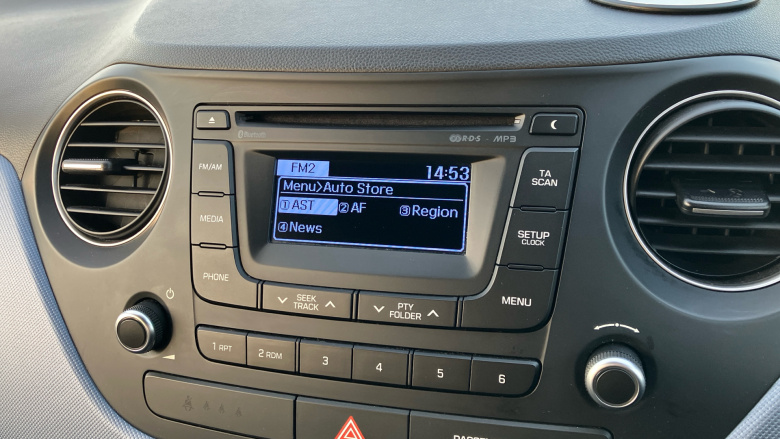 Bluetooth
R·D·S · MP3
FM/AM
MEDIA
PHONE
FM2 14:53
Menu>Auto Store
①AST ②AF ③Region
④News
TA
SCAN
SETUP
CLOCK
MENU
SEEK
TRACK
PTY
FOLDER
1 RPT
2 RDM
3
4
5
6